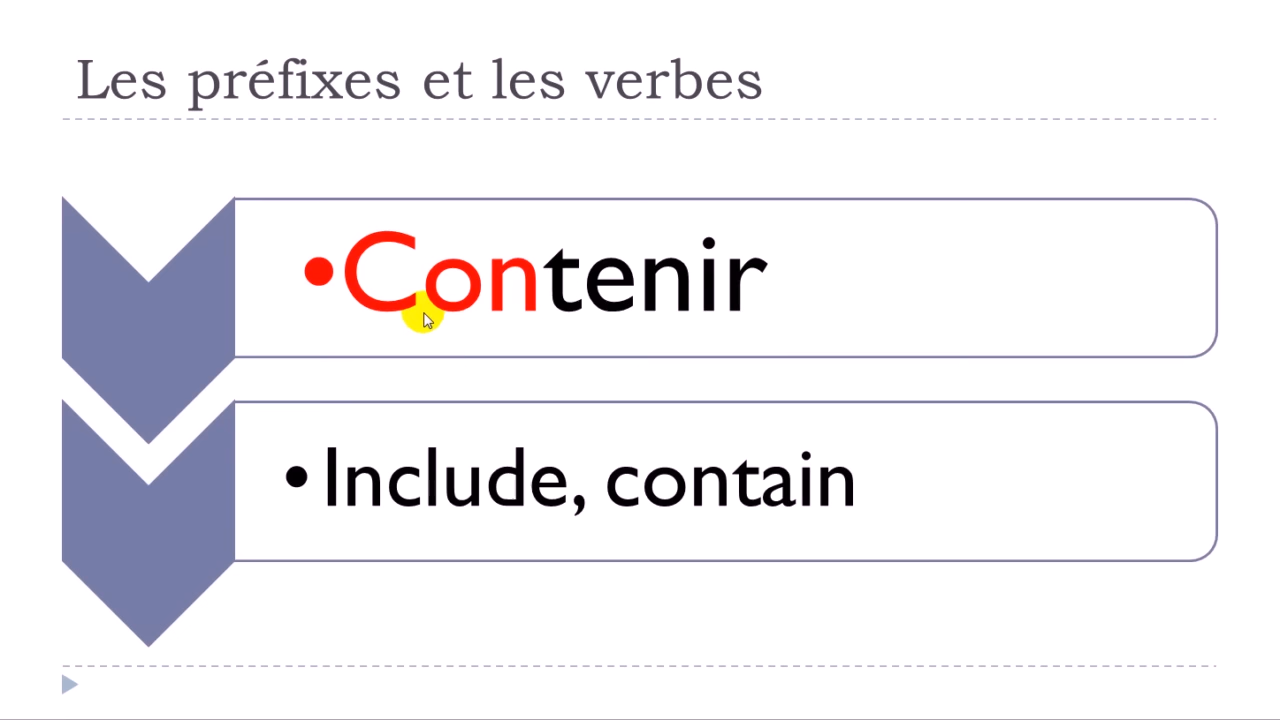 Les préfixes et les verbes
•Contenir
•Include, contain